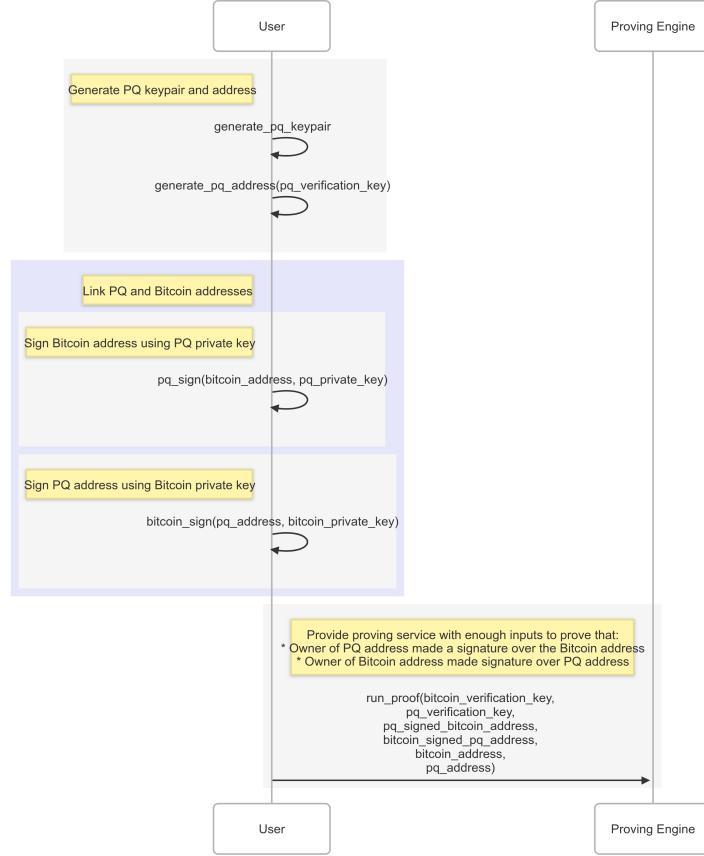 User
Proving Engine
Generate PQ keypair and address
generate_pq_keypair
generate_pq_address(pq_verification_key)
Link PQ and Bitcoin addresses
Sign Bitcoin address using PQ private key
pq_sign(bitcoin_address, pq_private_key)
Sign PQ address using Bitcoin private key
bitcoin_sign(pq_address, bitcoin_private_key)
Provide proving service with enough inputs to prove that:
* Owner of PQ address made a signature over the Bitcoin address
* Owner of Bitcoin address made signature over PQ address
run_proof(bitcoin_verification_key,
pq_verification_key,
pq_signed_bitcoin_address,
bitcoin_signed_pq_address,
bitcoin_address,
pq_address)
User
Proving Engine